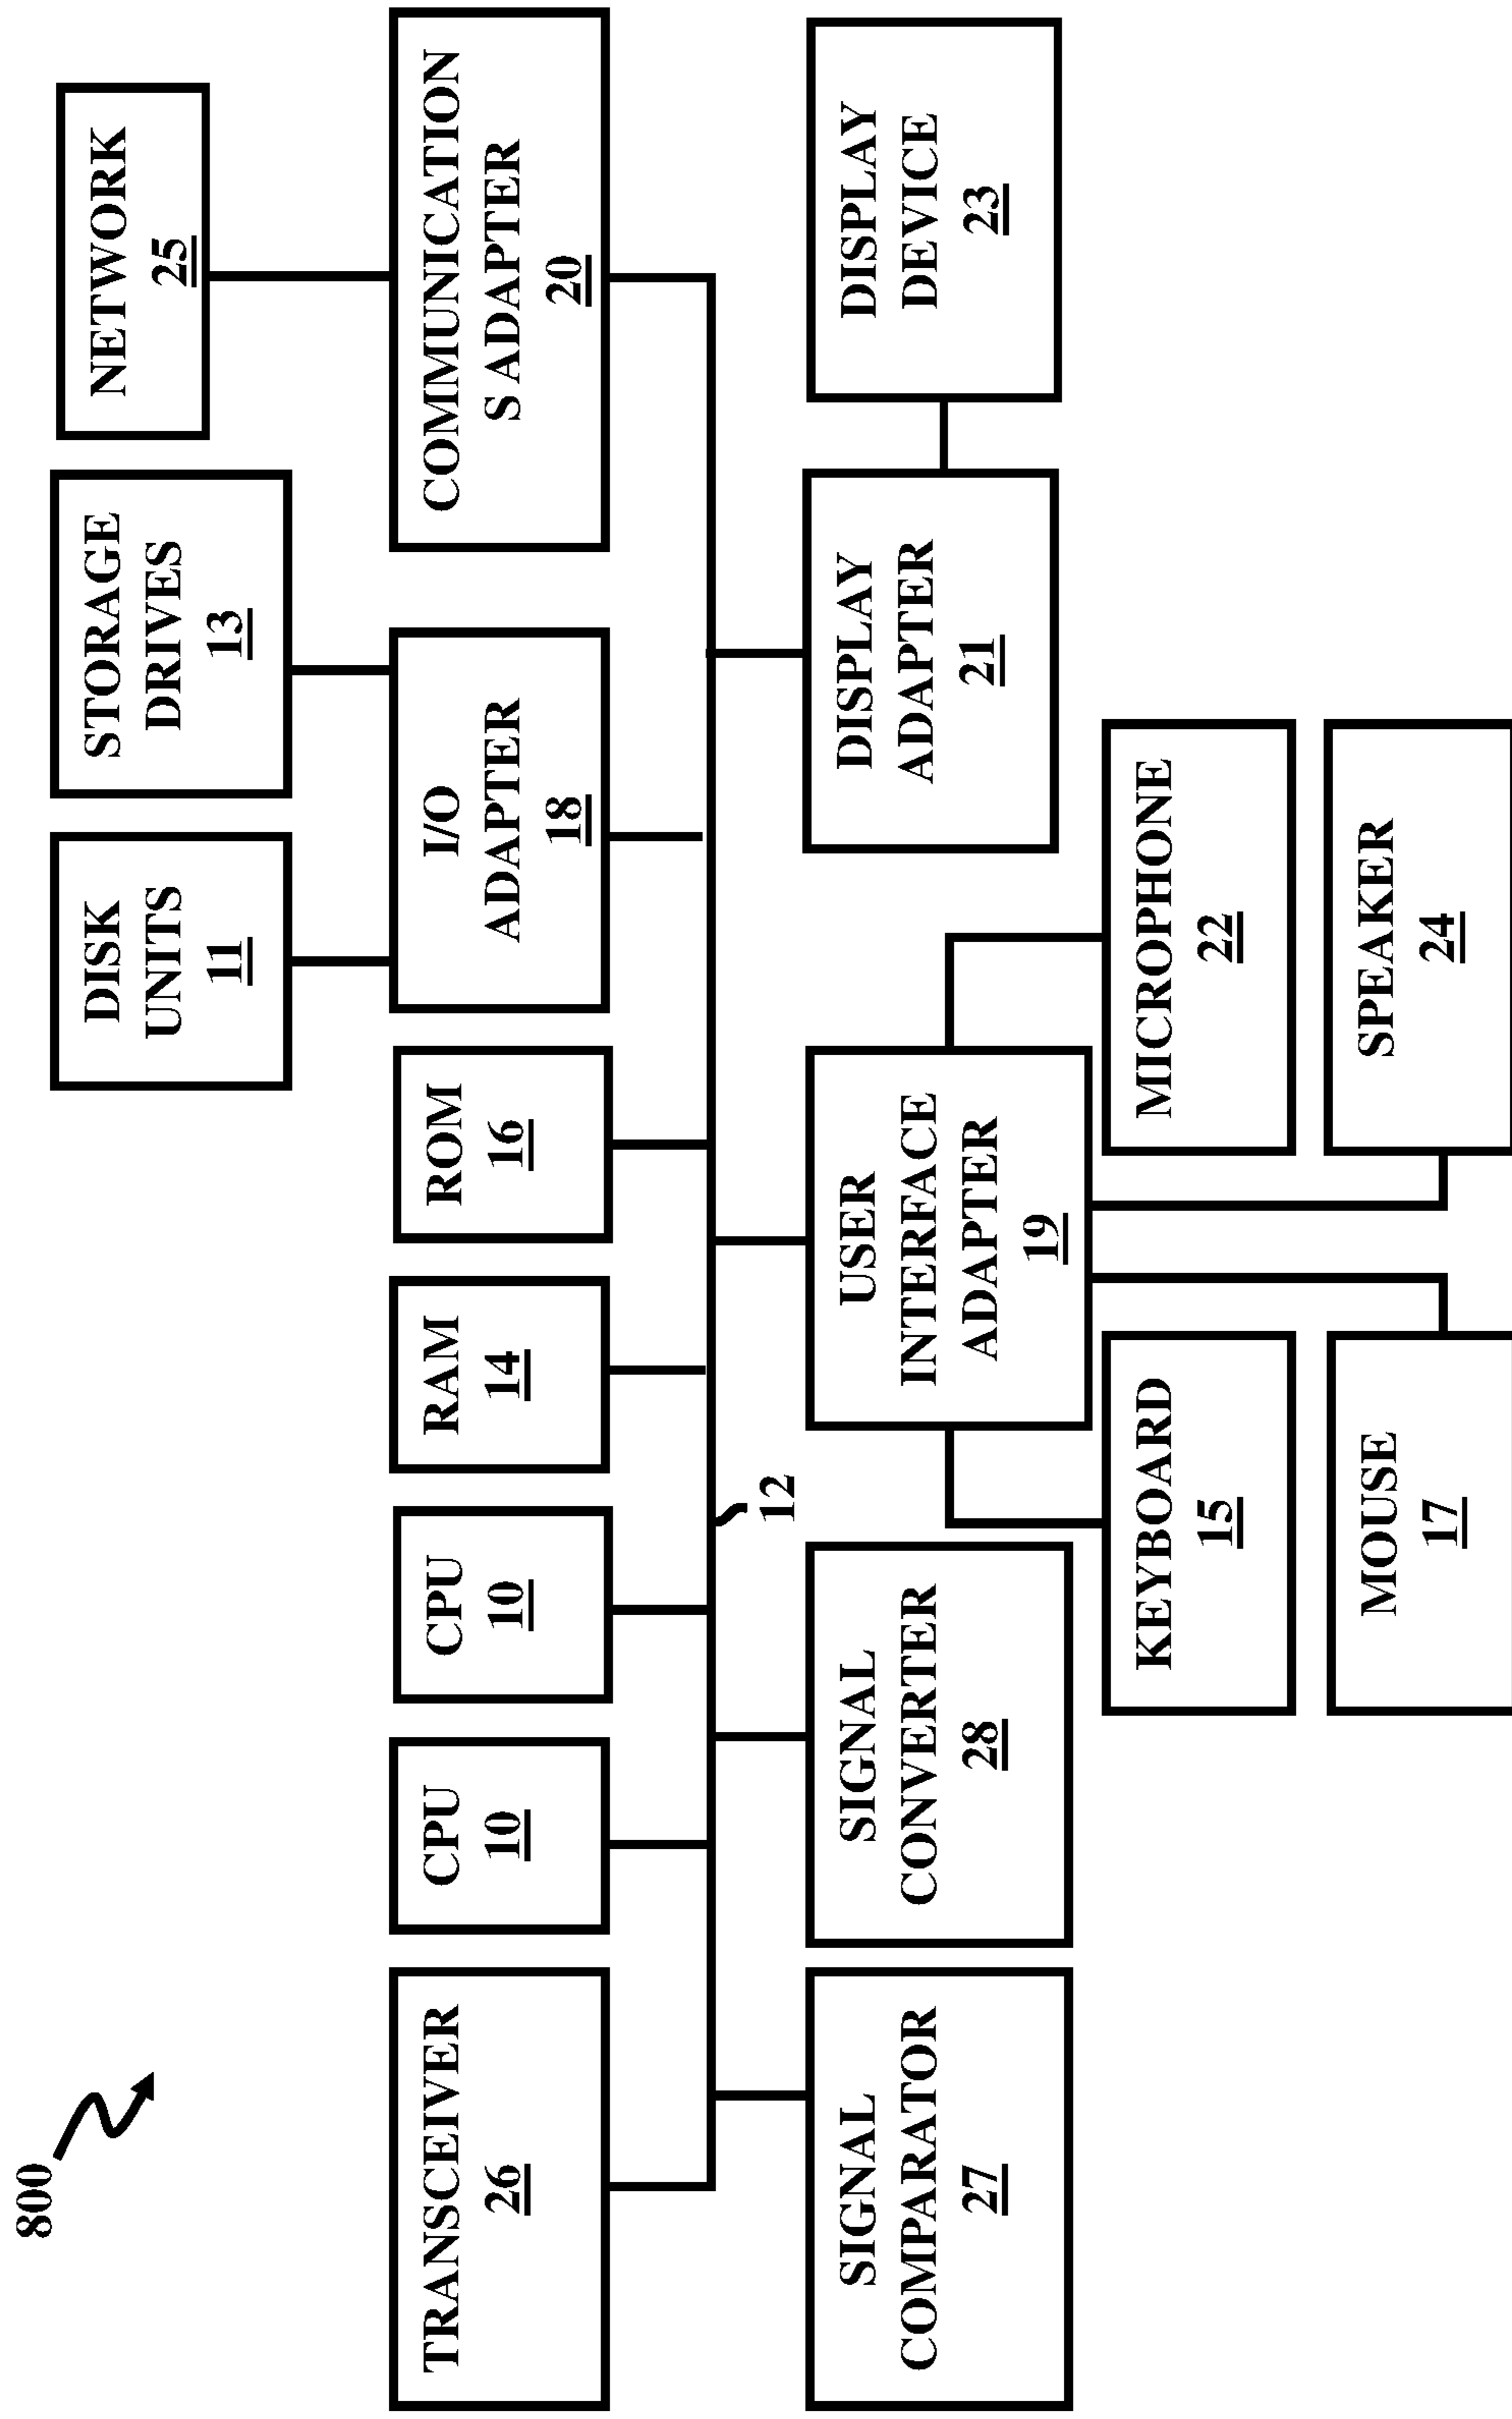 800
NETWORK
25
DISK
UNITS
11
STORAGE
DRIVES
13
TRANSCEIVER
26
CPU
10
CPU
10
RAM
14
ROM
16
I/O
ADAPTER
18
COMMUNICATION
S ADAPTER
20
12
SIGNAL
COMPARATOR
27
SIGNAL
CONVERTER
28
USER
INTERFACE
ADAPTER
19
DISPLAY
ADAPTER
21
DISPLAY
DEVICE
23
KEYBOARD
15
MICROPHONE
22
MOUSE
17
SPEAKER
24